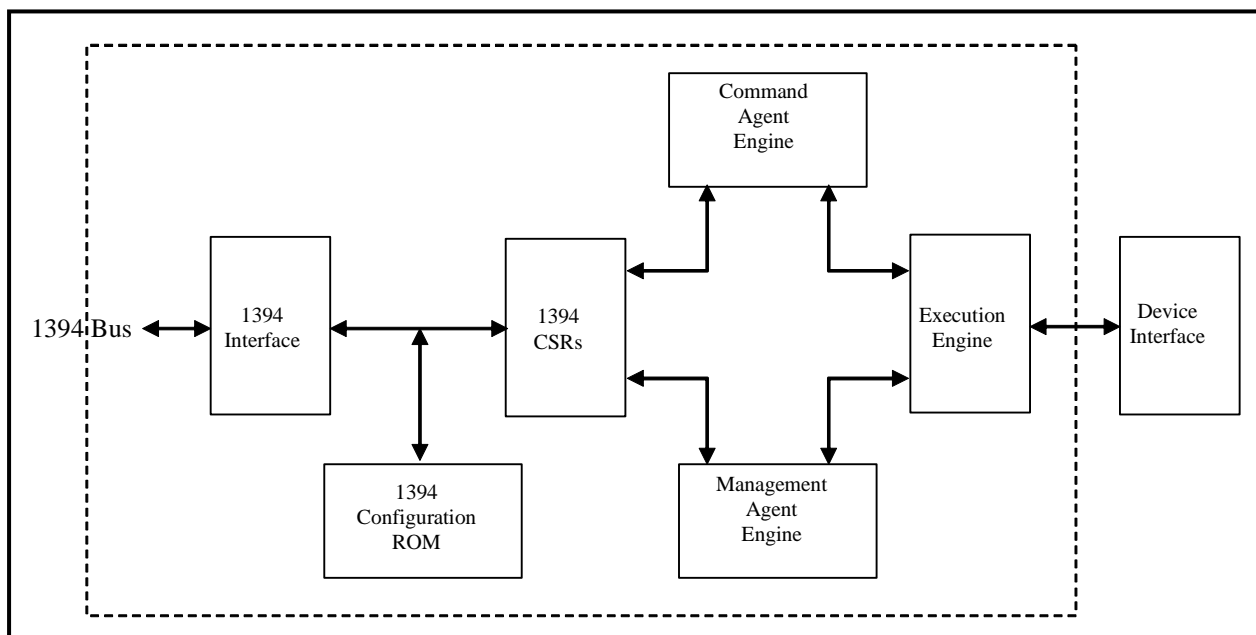 Command
Agent
Engine
1394 Bus
1394
Interface
1394
CSRs
Execution
Engine
Device
Interface
1394
Configuration
ROM
Management
Agent
Engine